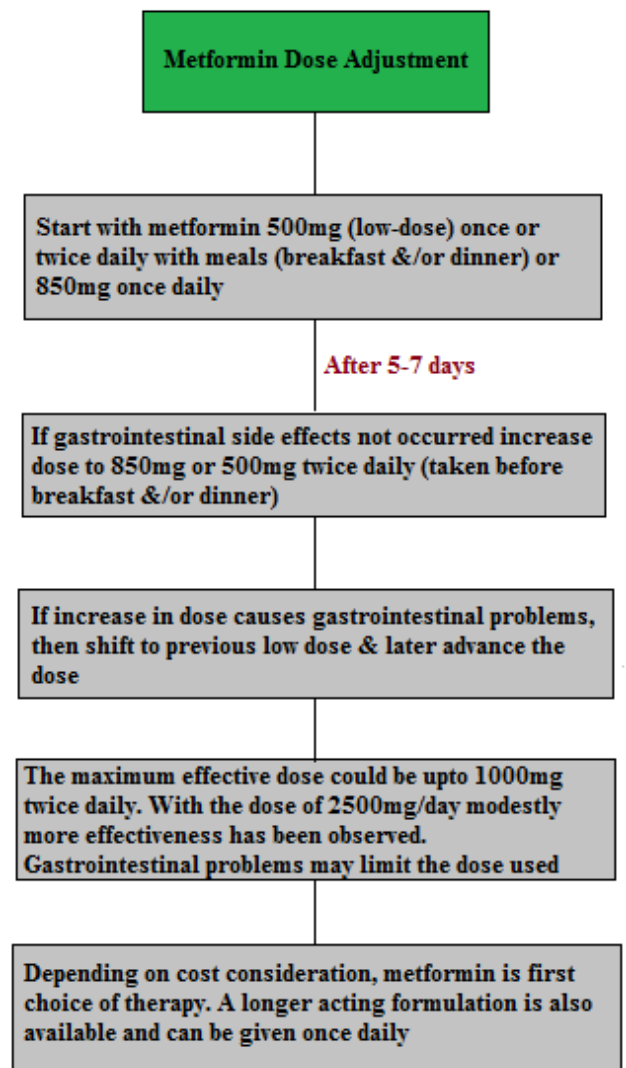 Metformin Dose Adjustment
Start with metformin 500mg (low-dose) once or
twice daily with meals (breakfast &/or dinner) or
850mg once daily
After 5-7 days
If gastrointestinal side effects not occurred increase
dose to 850mg or 500mg twice daily (taken before
breakfast &/or dinner)
If increase in dose causes gastrointestinal problems,
then shift to previous low dose & later advance the
dose
The maximum effective dose could be upto 1000mg
twice daily. With the dose of 2500mg/day modestly
more effectiveness has been observed.
Gastrointestinal problems may limit the dose used
Depending on cost consideration, metformin is first
choice of therapy. A longer acting formulation is also
available and can be given once daily